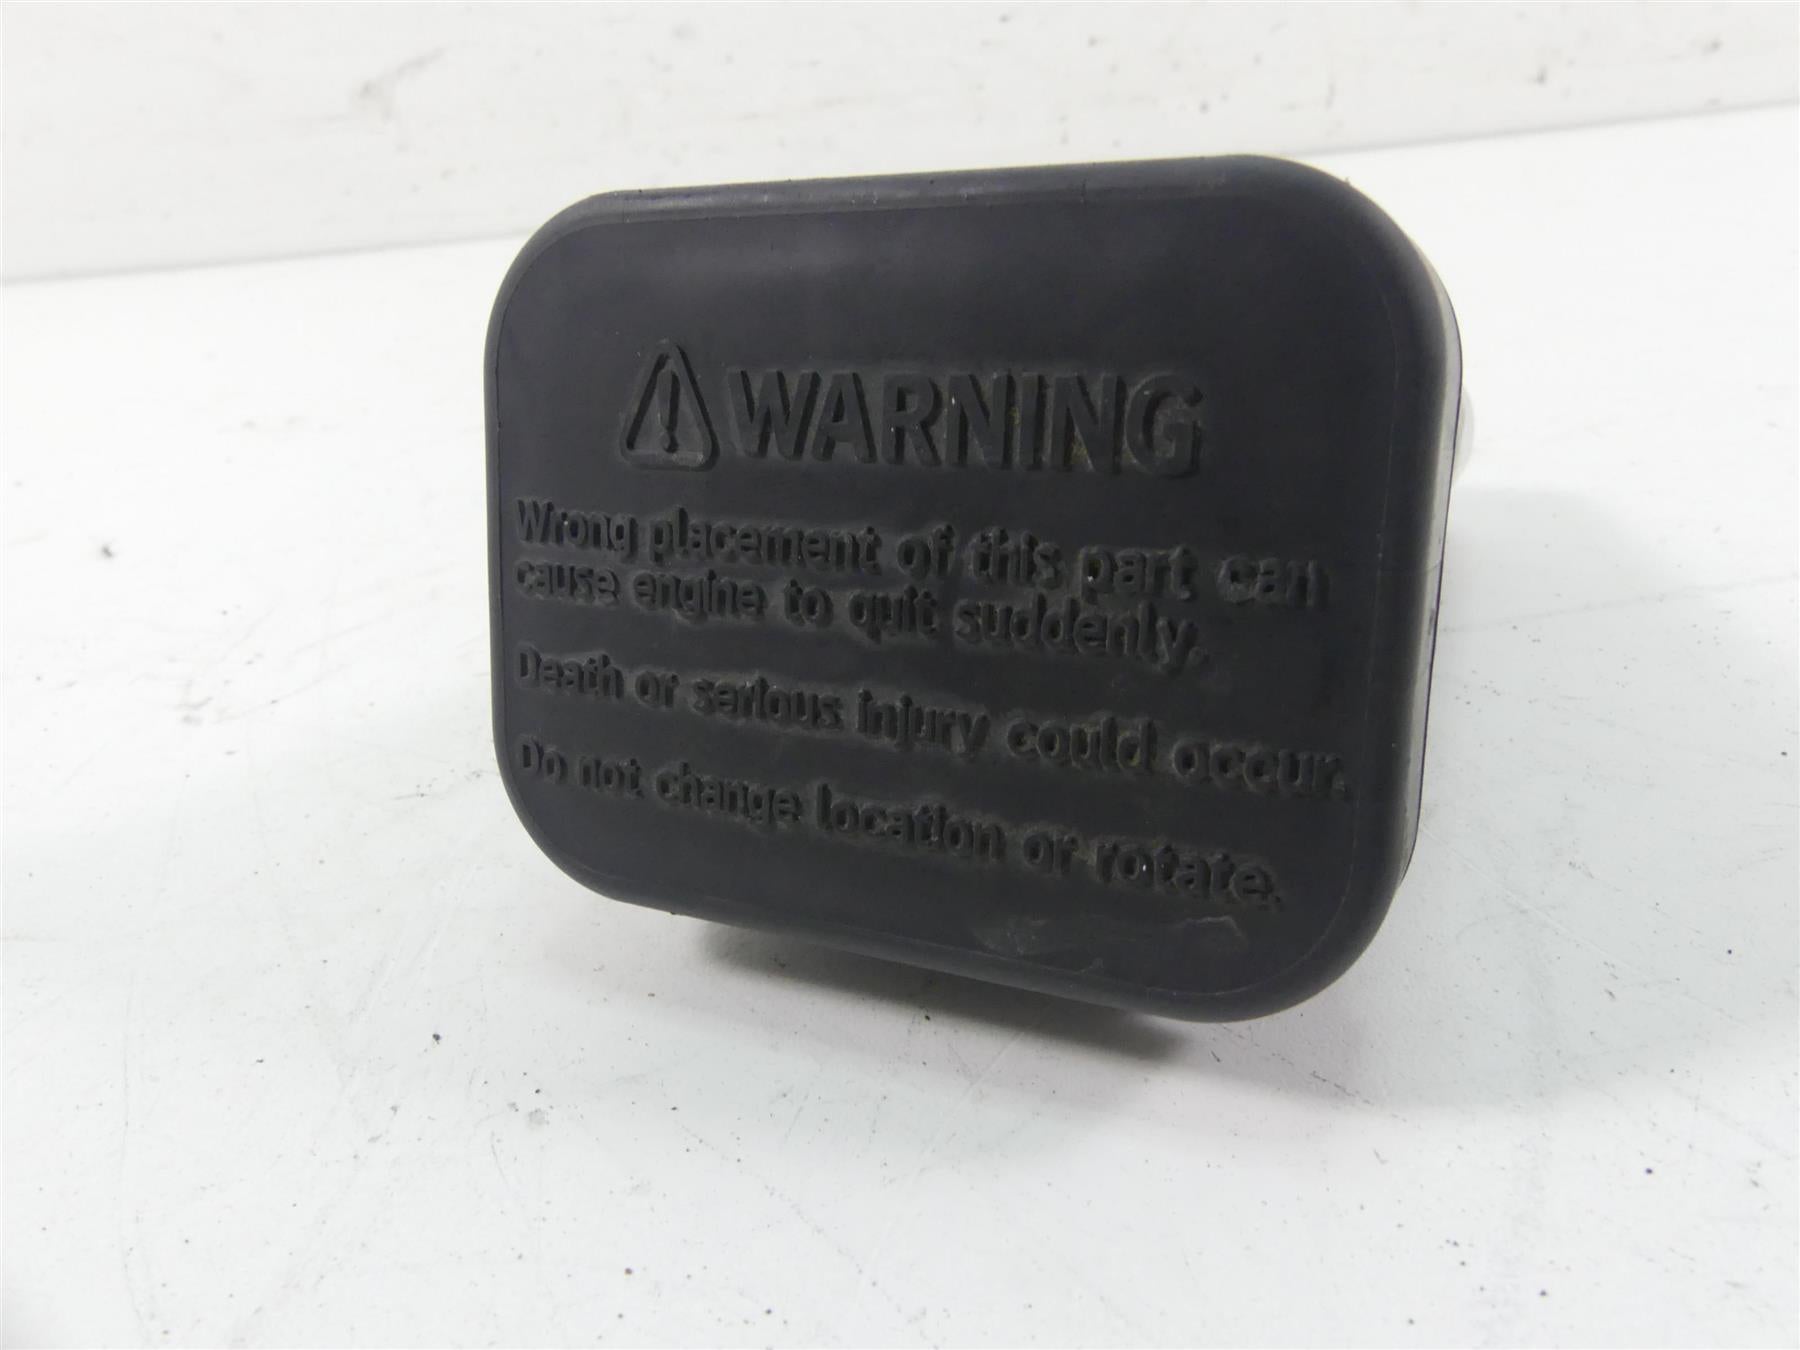 WARNING
Wrong placement of this part can
cause engine to quit suddenly.
Death or serious injury could occur.
Do not change location or rotate.